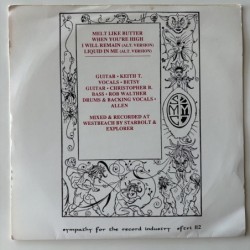 MELT LIKE BUTTER
WHEN YOU'RE HIGH
I WILL REMAIN (ALT. VERSION)
LIQUID IN ME (ALT. VERSION)
GUITAR - KEITH T.
VOCALS - BETSY
GUITAR - CHRISTOPHER B.
BASS - ROB WALTHER
DRUMS & BACKING VOCALS -
ALLEN
MIXED & RECORDED AT
WESTBEACH BY STARBOLT &
EXPLORER
sympathy for the record industry sftri 82